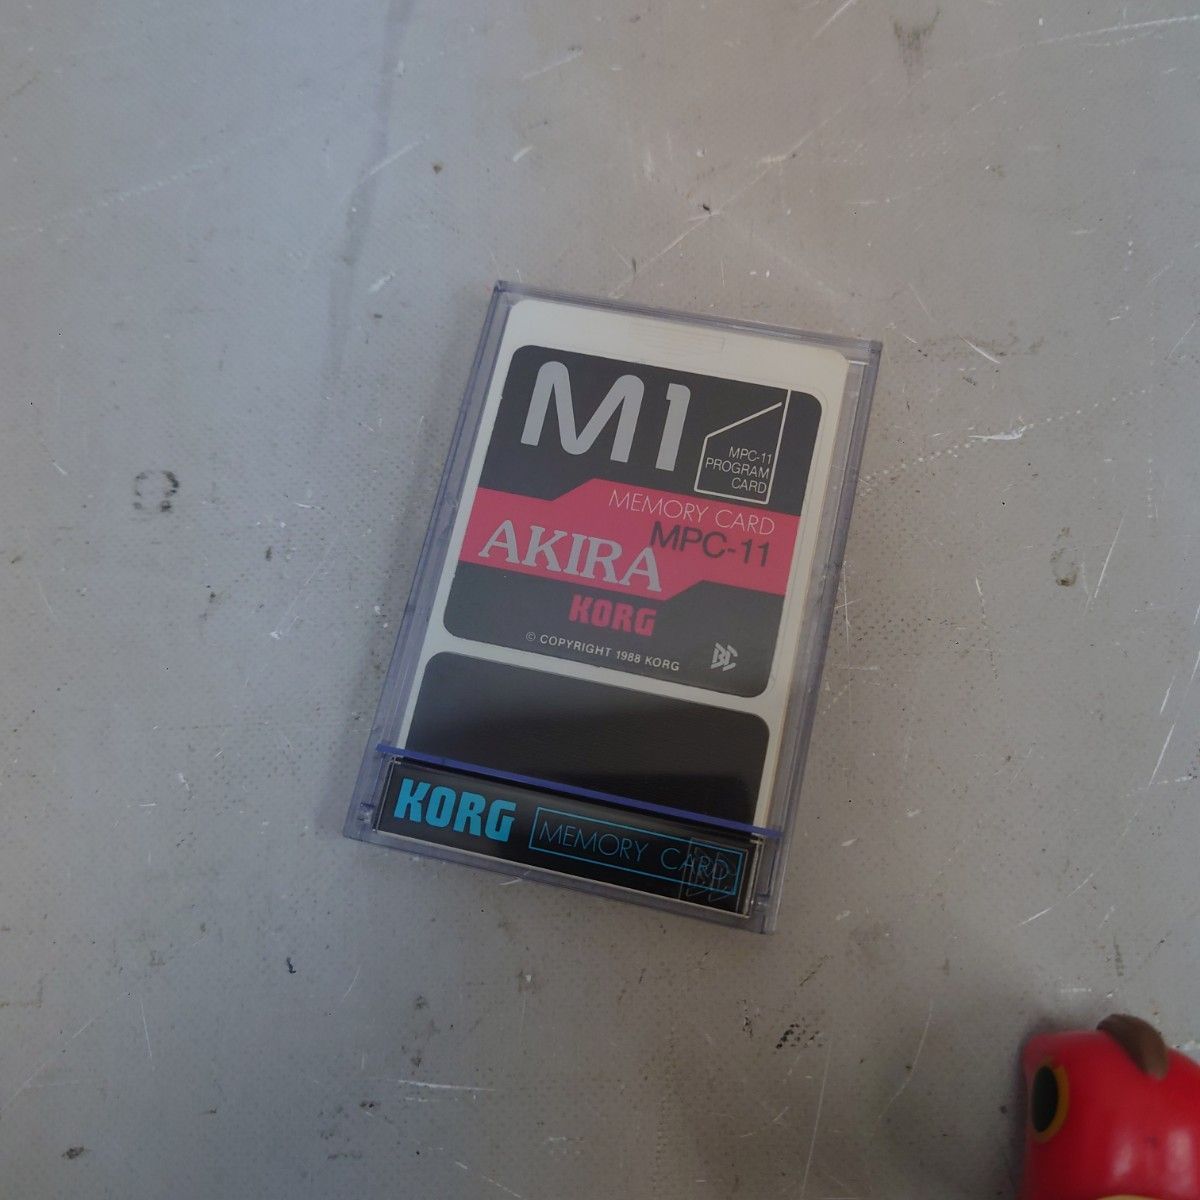 M1
MPC-11
PROGRAM
CARD
MEMORY CARD
MPC-11
AKIRA
KORG
© COPYRIGHT 1988 KORG
KORG MEMORY CARD